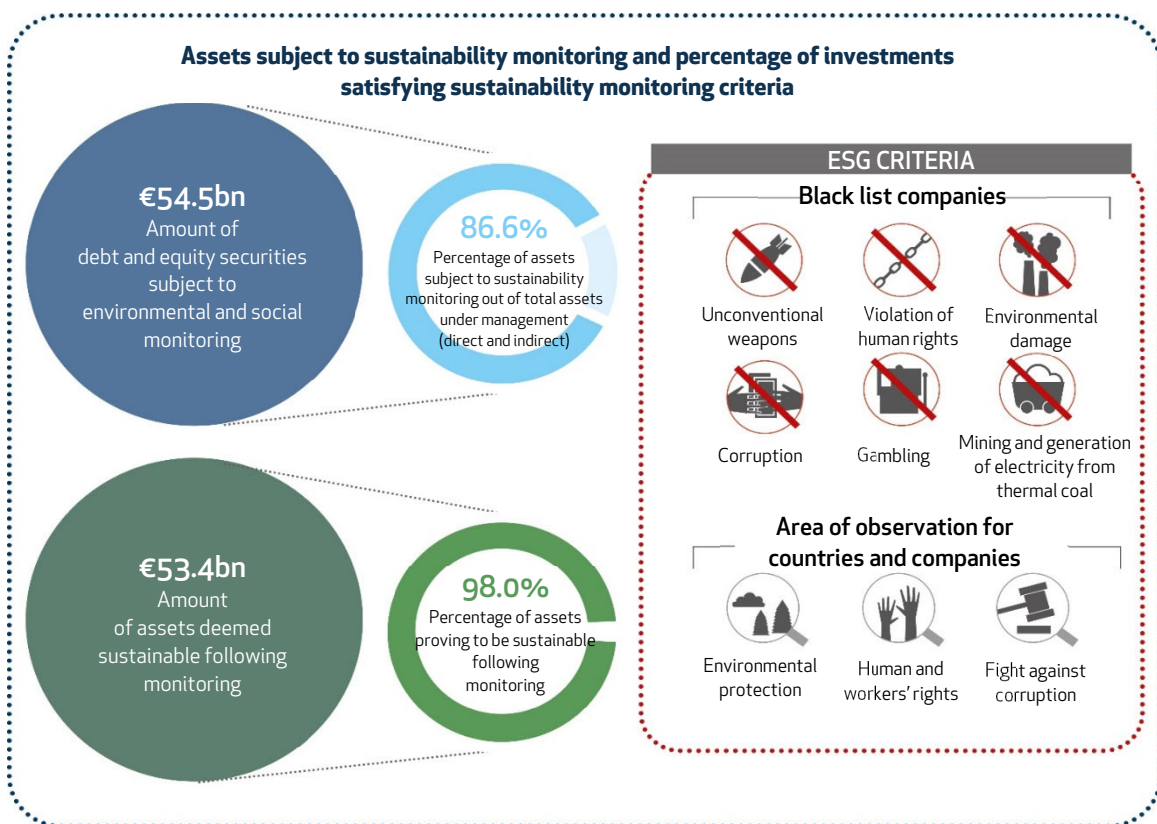 Assets subject to sustainability monitoring and percentage of investments
satisfying sustainability monitoring criteria
€54.5bn
Amount of
debt and equity securities
subject to
environmental and social
monitoring
86.6%
Percentage of assets
subject to sustainability
monitoring out of total assets
under management
(direct and indirect)
€53.4bn
Amount
of assets deemed
sustainable following
monitoring
98.0%
Percentage of assets
proving to be sustainable
following
monitoring
ESG CRITERIA
Black list companies
Unconventional
weapons
Violation of
human rights
Environmental
damage
Corruption
Gambling
Mining and generation
of electricity from
thermal coal
Area of observation for
countries and companies
Environmental
protection
Human and
workers' rights
Fight against
corruption